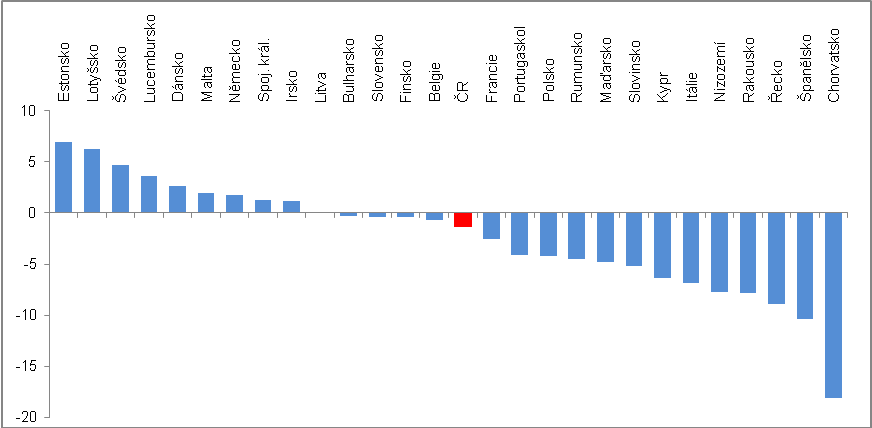 Estonsko
Lotyšsko
Švédsko
Lucembursko
Dánsko
Malta
Německo
Spoj. král.
Irsko
Litva
Bulharsko
Slovensko
Finsko
Belgie
ČR
Francie
Portugaskol
Polsko
Rumunsko
Maďarsko
Slovinsko
Kypr
Itálie
Nizozemí
Rakousko
Řecko
Španělsko
Chorvatsko
10
5
0
-5
-10
-15
-20